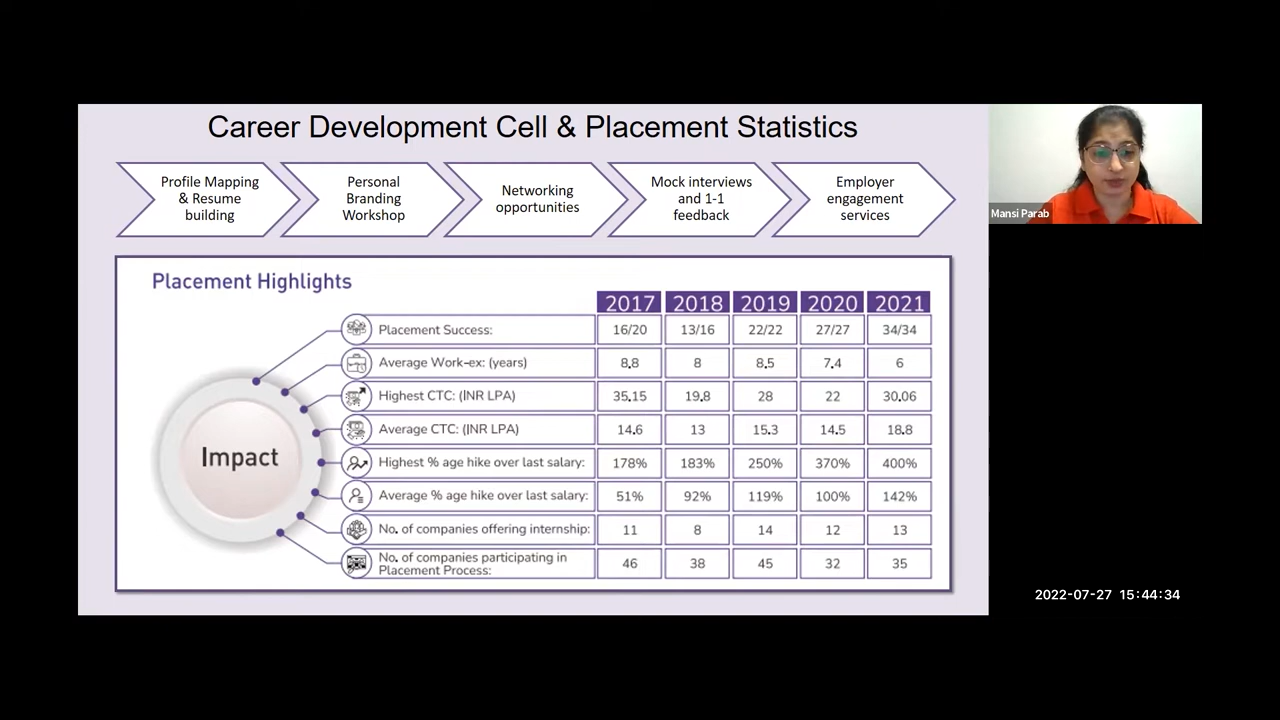 Career Development Cell & Placement Statistics
Profile Mapping
& Resume
building
Personal
Branding
Workshop
Networking
opportunities
Mock interviews
and 1-1
feedback
Employer
engagement
services
Mansi Parab
Placement Highlights
2017 2018 2019 2020 2021
Placement Success: 16/20 13/16 22/22 27/27 34/34
Average Work-ex: (years) 8.8 8 8.5 7.4 6
Highest CTC: (INR LPA) 35.15 19.8 28 22 30.06
Average CTC: (INR LPA) 14.6 13 15.3 14.5 18.8
Highest % age hike over last salary: 178% 183% 250% 370% 400%
Average % age hike over last salary: 51% 92% 119% 100% 142%
No. of companies offering internship: 11 8 14 12 13
No. of companies participating in
Placement Process: 46 38 45 32 35
Impact
2022-07-27 15:44:34